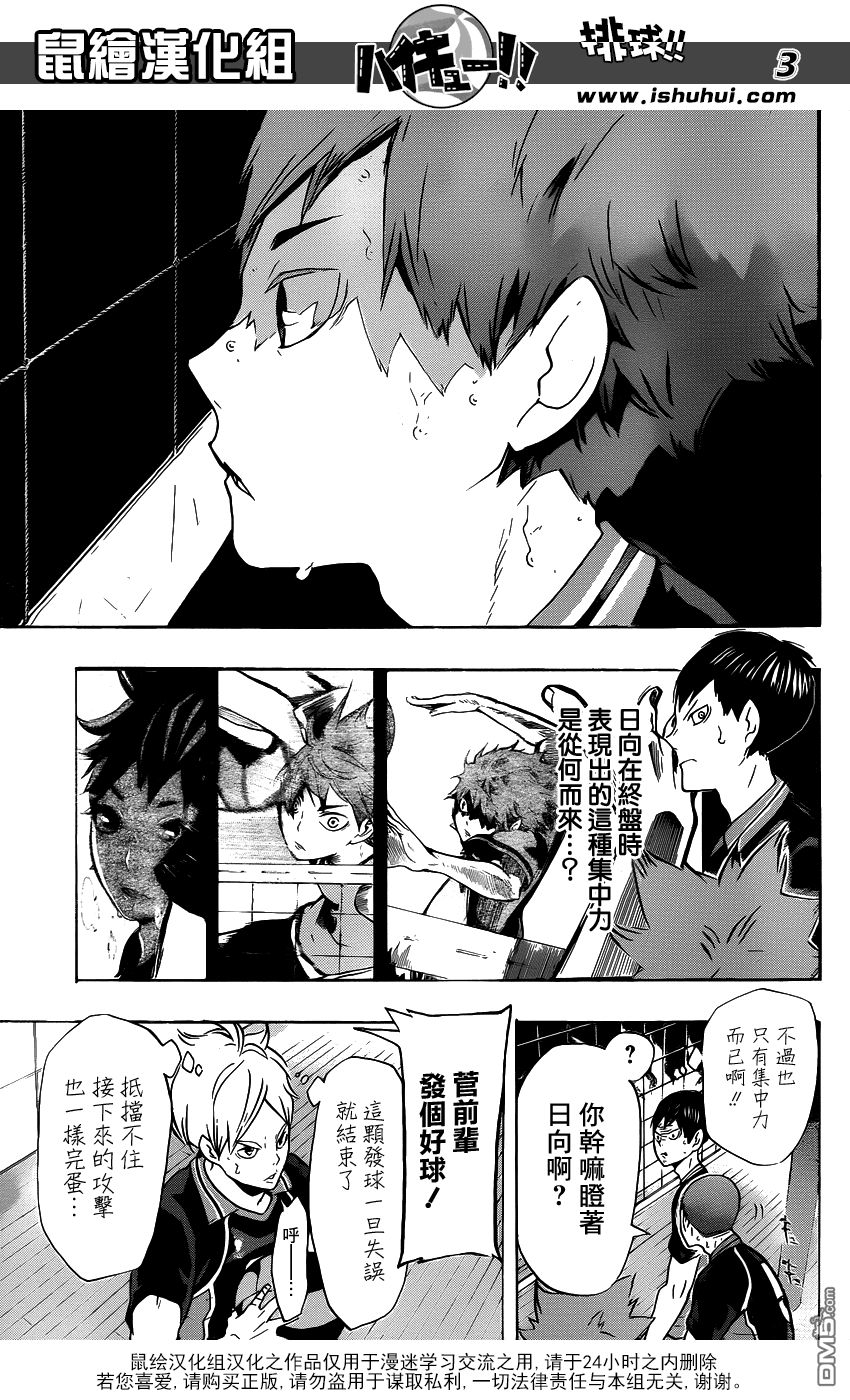 鼠繪漢化組
ハイキュー!!
排球!!
3
www.ishuhui.com
日向在終盤時
表現出的這種集中力
是從何而來…?
不過也
只有集中力
而已啊!!
?
你幹嘛瞪著
日向啊?
菅前輩
發個好球!
這顆發球一旦失誤
就結束了
呼——…
抵擋不住
接下來的攻擊
也一樣完蛋…
DM5.com
鼠绘汉化组汉化之作品仅用于漫迷学习交流之用, 请于24小时之内删除
若您喜爱, 请购买正版, 请勿盗用于谋取私利, 一切法律责任与本组无关, 谢谢。